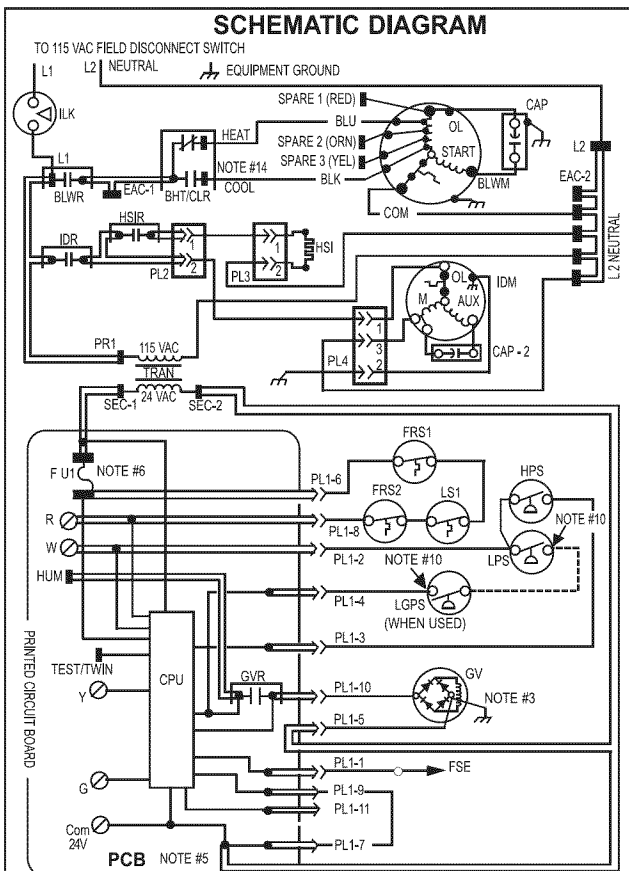 SCHEMATIC DIAGRAM
TO 115 VAC FIELD DISCONNECT SWITCH
L1
L2 NEUTRAL
EQUIPMENT GROUND
ILK
SPARE 1 (RED)
BLU
OL
CAP
HEAT
SPARE 2 (ORN)
START
L2
L1
NOTE #14
SPARE 3 (YEL)
BLWR
EAC-1
BHT/CLR
COOL
BLK
BLWM
EAC-2
COM
HSIR
IDR
1
2
PL2
1
2
PL3
HSI
L2 NEUTRAL
OL
IDM
M
AUX
PR1
115 VAC
1
3
2
PL4
CAP - 2
TRAN
24 VAC
SEC-1
SEC-2
FRS1
F U1
NOTE #6
PL1-6
HPS
FRS2
LS1
NOTE #10
R
PL1-8
W
PL1-2
NOTE #10
LPS
HUM
PL1-4
LGPS
(WHEN USED)
PL1-3
PRINTED CIRCUIT BOARD
TEST/TWIN
CPU
GVR
GV
Y
PL1-10
NOTE #3
PL1-5
PL1-1
FSE
G
PL1-9
PL1-11
Com
24V
PL1-7
PCB
NOTE #5